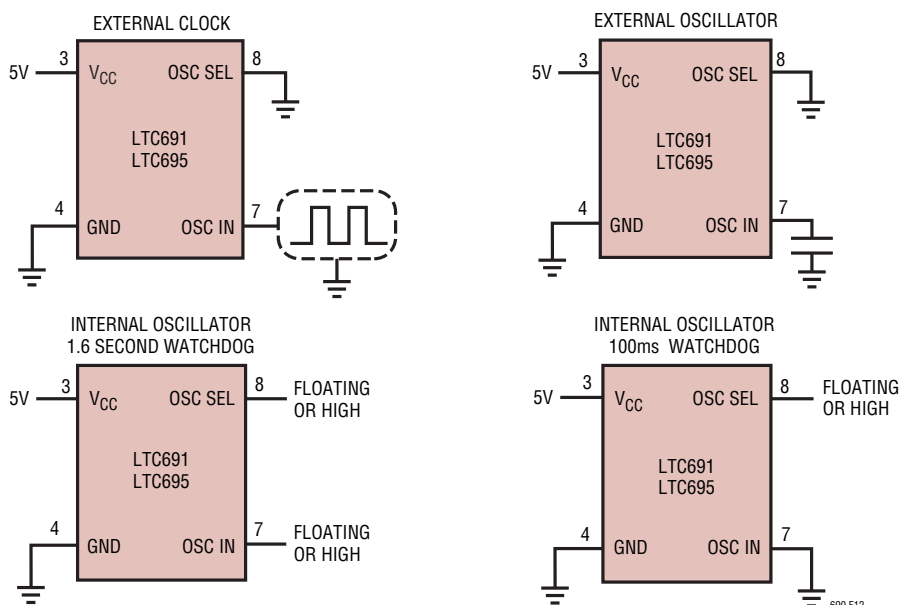 EXTERNAL CLOCK
5V
3
VCC
OSC SEL
8
LTC691
LTC695
4
GND
OSC IN
7
EXTERNAL OSCILLATOR
5V
3
VCC
OSC SEL
8
LTC691
LTC695
4
GND
OSC IN
7
INTERNAL OSCILLATOR
1.6 SECOND WATCHDOG
5V
3
VCC
OSC SEL
8
FLOATING
OR HIGH
LTC691
LTC695
4
GND
OSC IN
7
FLOATING
OR HIGH
INTERNAL OSCILLATOR
100ms WATCHDOG
5V
3
VCC
OSC SEL
8
FLOATING
OR HIGH
LTC691
LTC695
4
GND
OSC IN
7